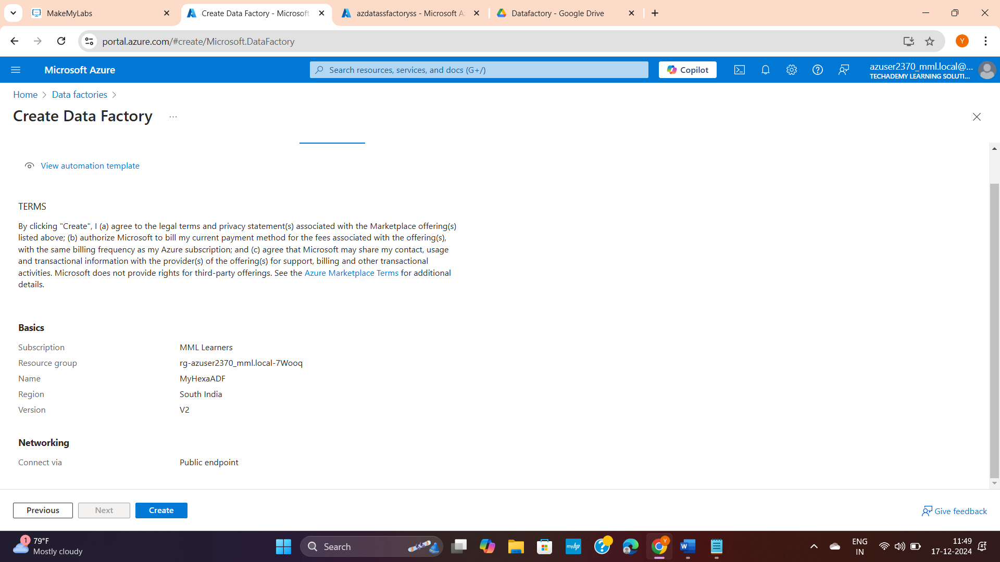 MakeMyLabs
Create Data Factory - Microsoft
azdatassfactoryss - Microsoft Az
Datafactory - Google Drive
portal.azure.com/#create/Microsoft.DataFactory
Y
Microsoft Azure
Search resources, services, and docs (G+/)
Copilot
azuser2370_mml.local@...
TECHADEMY LEARNING SOLUTI...
Home > Data factories >
Create Data Factory ...
View automation template
TERMS
By clicking "Create", I (a) agree to the legal terms and privacy statement(s) associated with the Marketplace offering(s)
listed above; (b) authorize Microsoft to bill my current payment method for the fees associated with the offering(s),
with the same billing frequency as my Azure subscription; and (c) agree that Microsoft may share my contact, usage
and transactional information with the provider(s) of the offering(s) for support, billing and other transactional
activities. Microsoft does not provide rights for third-party offerings. See the Azure Marketplace Terms for additional
details.
Basics
Subscription MML Learners
Resource group rg-azuser2370_mml.local-7Wooq
Name MyHexaADF
Region South India
Version V2
Networking
Connect via Public endpoint
Previous Next Create
Give feedback
1
79°F
Mostly cloudy
Search
myhp
Y
W
ENG
IN
11:49
17-12-2024